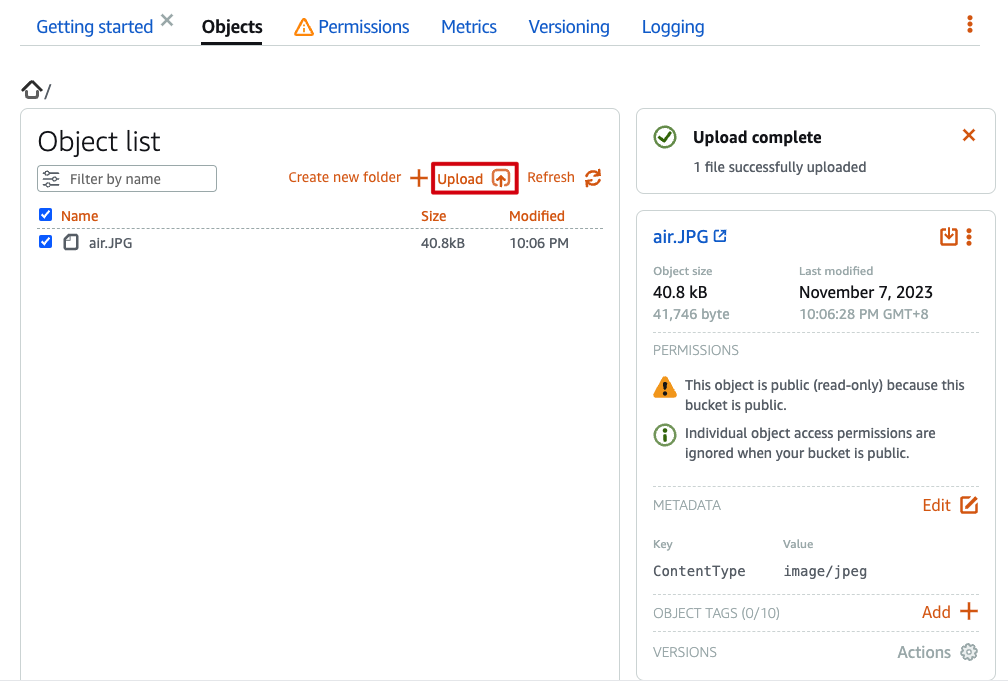 Getting started Objects Permissions Metrics Versioning Logging
/
Object list
Filter by name Create new folder Upload Refresh
Name Size Modified
air.JPG 40.8kB 10:06 PM
Upload complete
1 file successfully uploaded
air.JPG
Object size Last modified
40.8 kB November 7, 2023
41,746 byte 10:06:28 PM GMT+8
PERMISSIONS
This object is public (read-only) because this
bucket is public.
Individual object access permissions are
ignored when your bucket is public.
METADATA Edit
Key Value
ContentType image/jpeg
OBJECT TAGS (0/10) Add
VERSIONS Actions